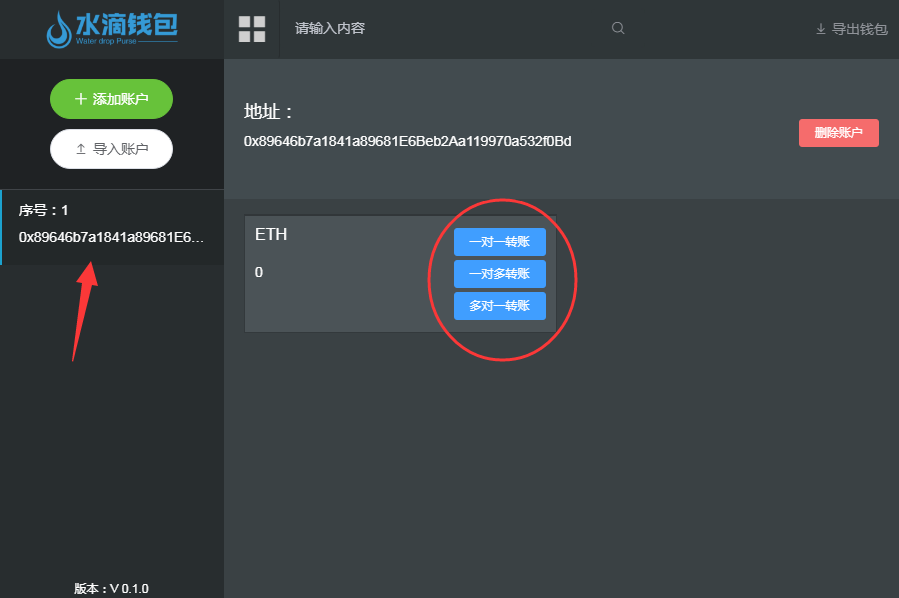 水滴钱包
Water drop Purse
请输入内容
导出钱包
添加账户
导入账户
序号：1
0x89646b7a1841a89681E6...
版本：V 0.1.0
地址：
0x89646b7a1841a89681E6Beb2Aa119970a532f0Bd
删除账户
ETH
0
一对一转账
一对多转账
多对一转账